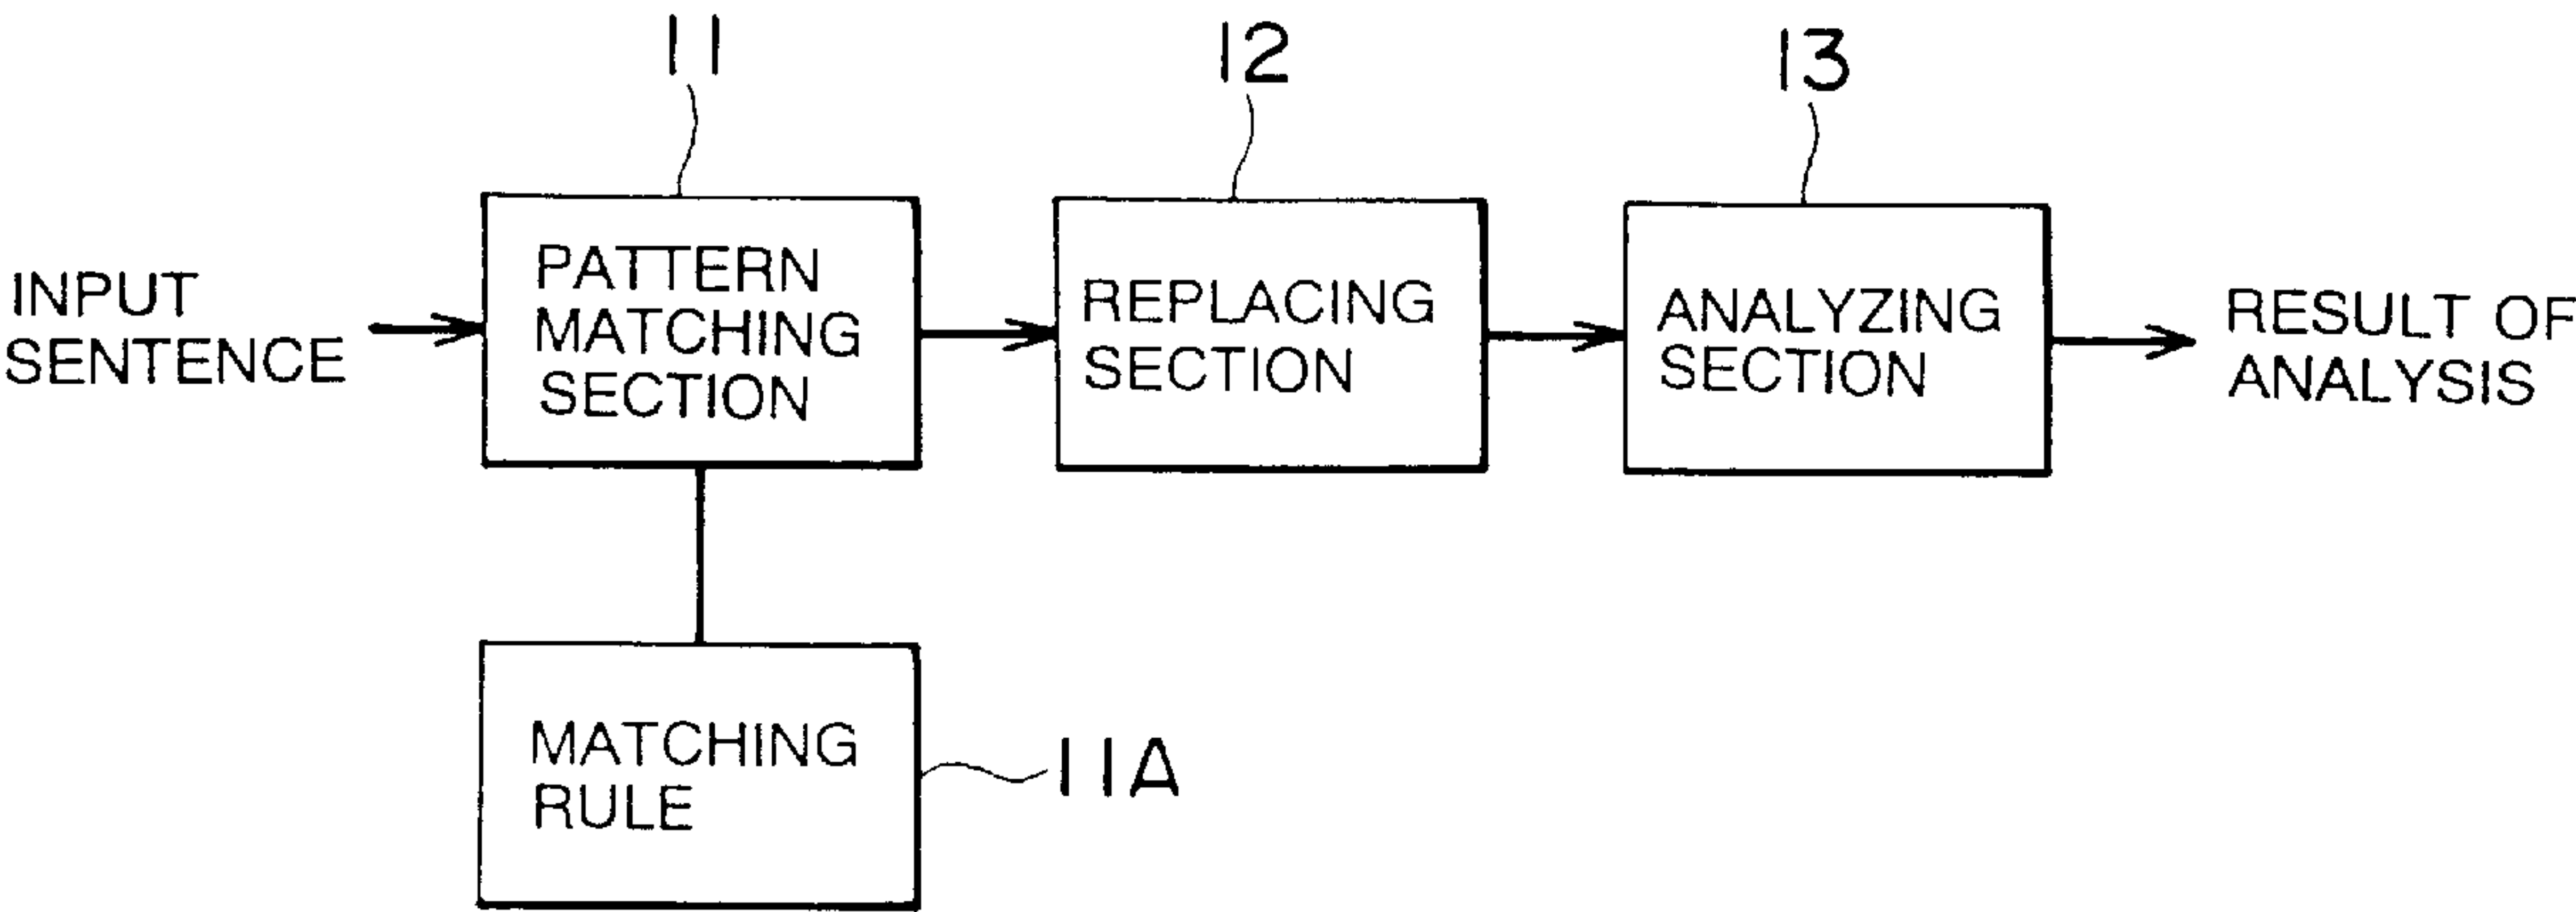 11
12
13
INPUT
SENTENCE
PATTERN
MATCHING
SECTION
REPLACING
SECTION
ANALYZING
SECTION
RESULT OF
ANALYSIS
MATCHING
RULE
11A